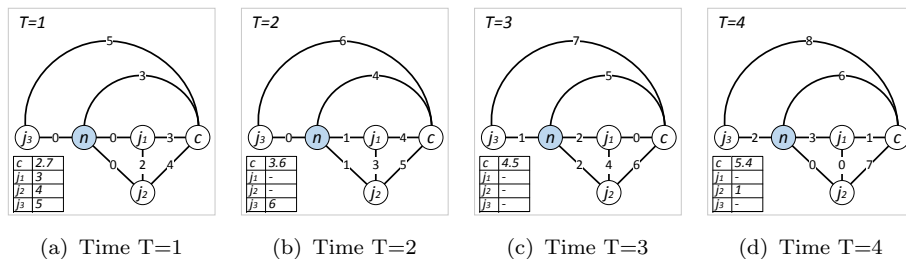 T=1
5
3
j3 0 n 0 j1 3 c
0 2 4
j2
c 2.7
j1 3
j2 4
j3 5
T=2
6
4
j3 0 n 1 j1 4 c
1 3 5
j2
c 3.6
j1 -
j2 -
j3 6
T=3
7
5
j3 1 n 2 j1 0 c
2 4 6
j2
c 4.5
j1 -
j2 -
j3 -
T=4
8
6
j3 2 n 3 j1 1 c
0 0 7
j2
c 5.4
j1 -
j2 1
j3 -
(a) Time T=1
(b) Time T=2
(c) Time T=3
(d) Time T=4